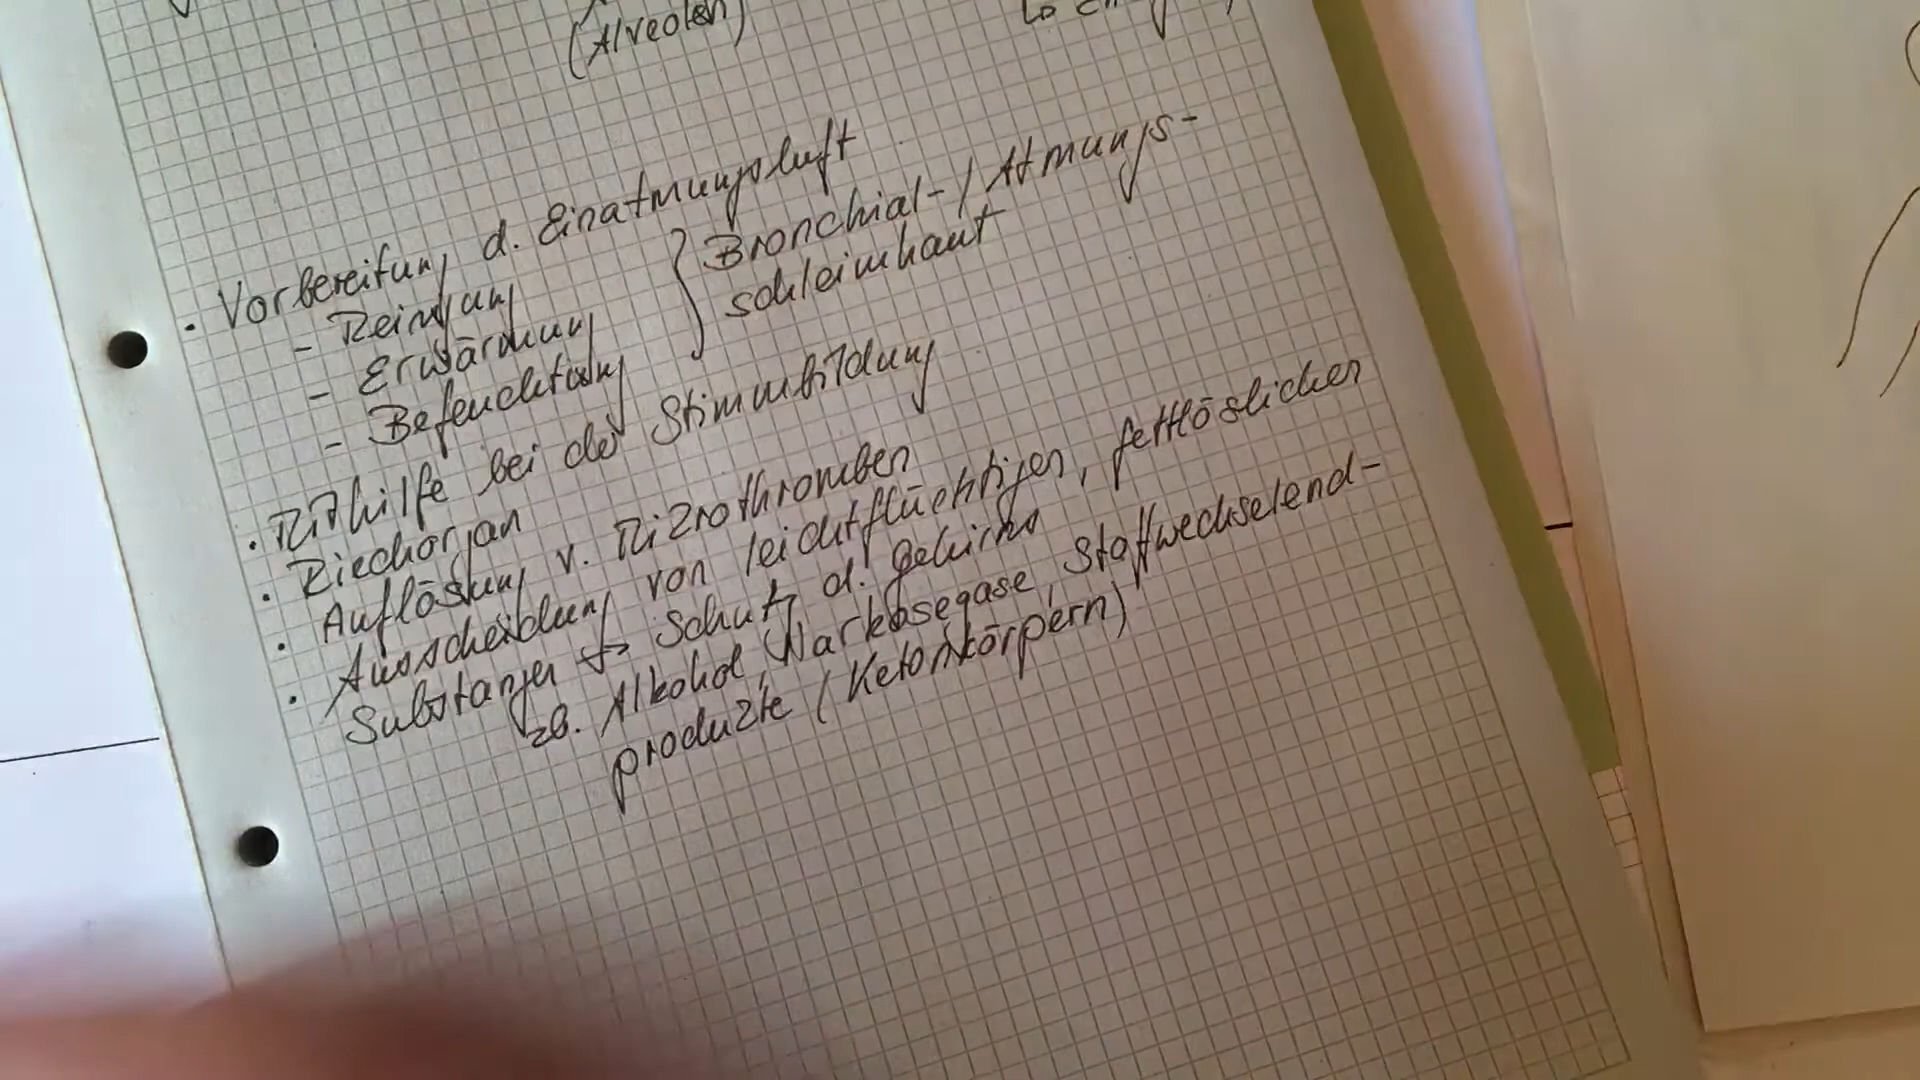 (Alveolen)
• Vorbereitung d. Einatmungsluft
- Reinigung
- Erwärmung
- Befeuchtung
} Bronchial-/Atmungs-
schleimhaut
• Mithilfe bei der Stimmbildung
• Riechorgan
• Auflösung v. Mikrothromben
• Ausscheidung von leichtflüchtigen, fettlöslichen
Substanzen → Schutz d. Gehirns
zB. Alkohol, Narkosegase, Stoffwechselend-
produkte (Ketonkörpern)